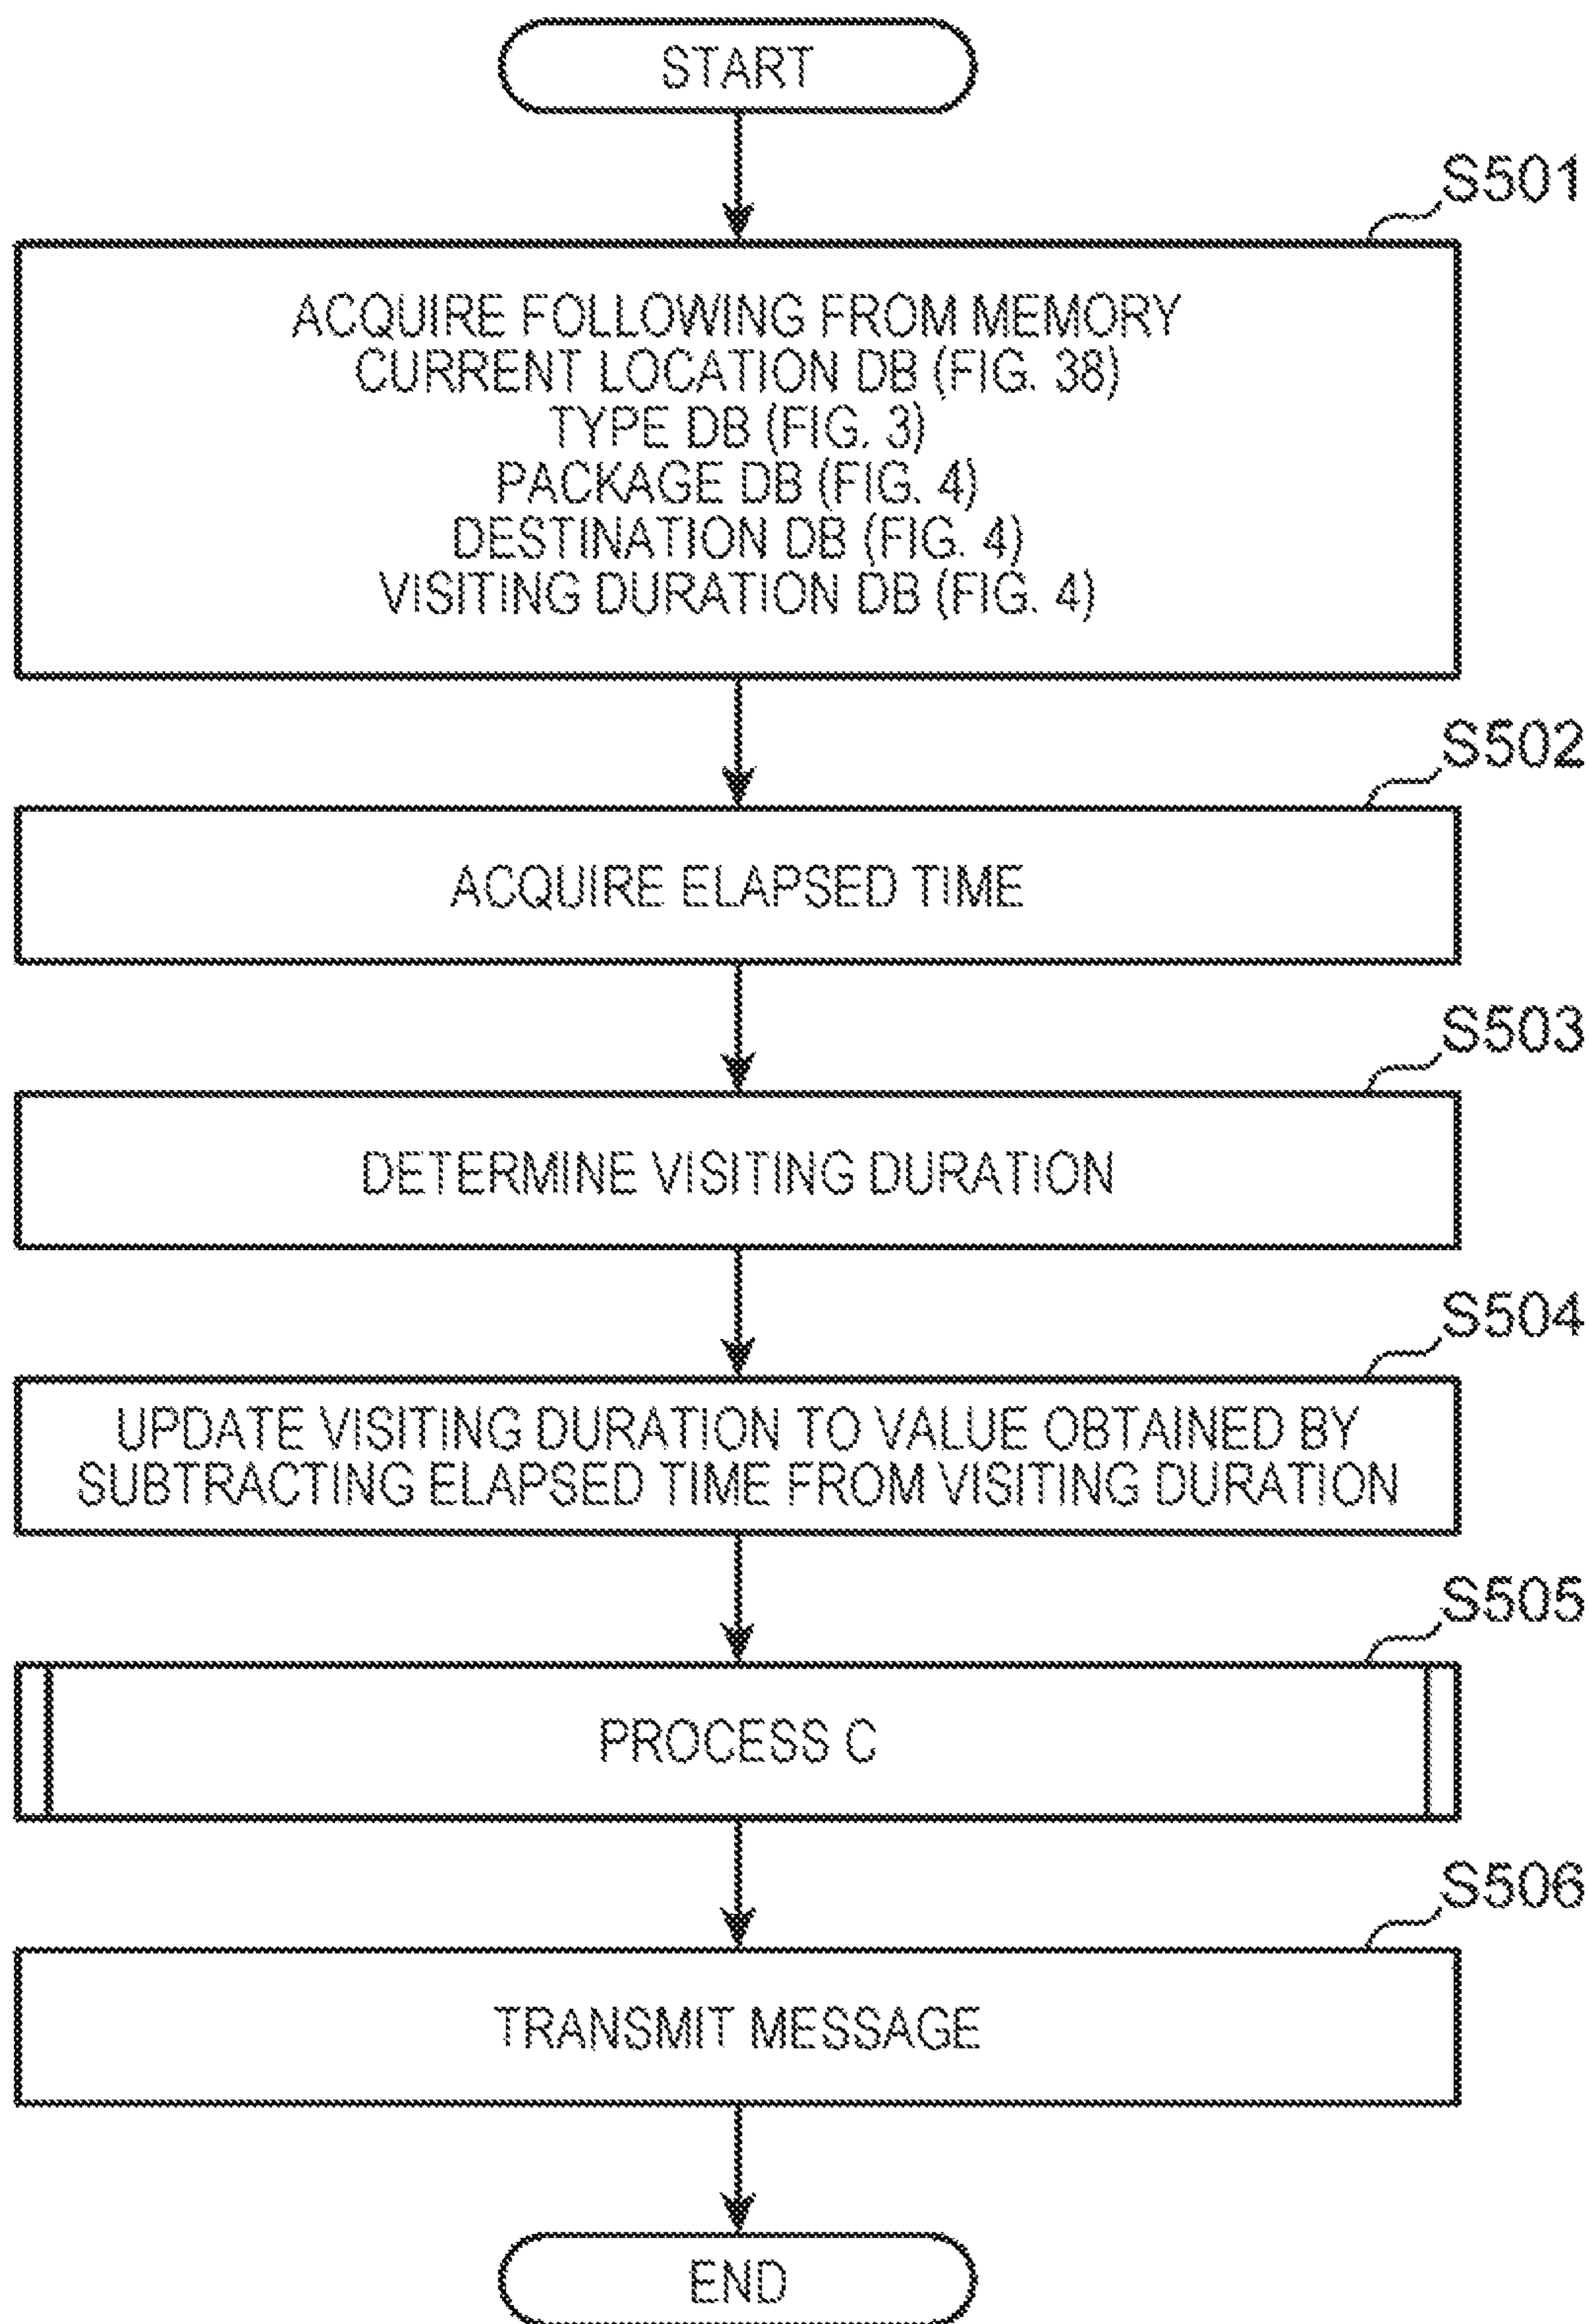 START
S501
ACQUIRE FOLLOWING FROM MEMORY
CURRENT LOCATION DB (FIG. 38)
TYPE DB (FIG. 3)
PACKAGE DB (FIG. 4)
DESTINATION DB (FIG. 4)
VISITING DURATION DB (FIG. 4)
S502
ACQUIRE ELAPSED TIME
S503
DETERMINE VISITING DURATION
S504
UPDATE VISITING DURATION TO VALUE OBTAINED BY
SUBTRACTING ELAPSED TIME FROM VISITING DURATION
S505
PROCESS C
S506
TRANSMIT MESSAGE
END